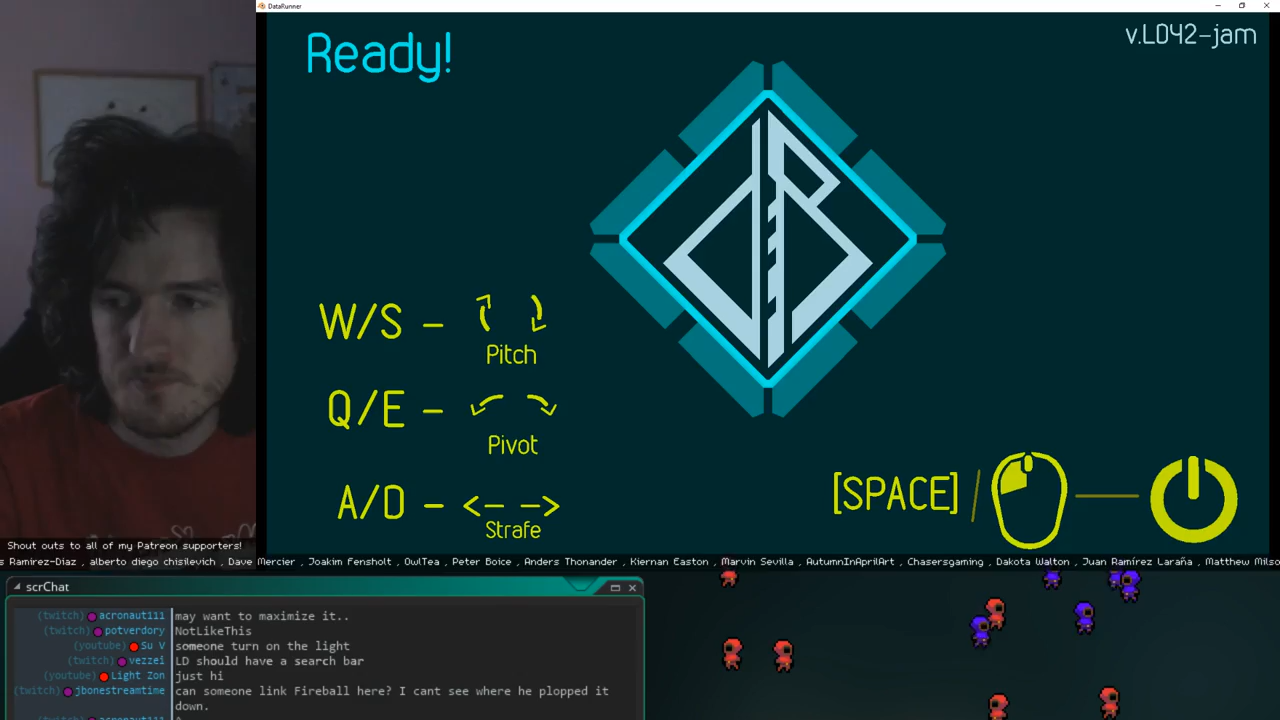 DataRunner
Ready!
v.L042-jam
W/S –
Pitch
Q/E –
Pivot
A/D – <– –>
Strafe
[SPACE] /
Shout outs to all of my Patreon supporters!
s Ramirez-Diaz , alberto diego chisilevich , Dave Mercier , Joakim Fensholt , OwlTea , Peter Boice , Anders Thonander , Kiernan Easton , Marvin Sevilla , AutumnInAprilArt , Chasersgaming , Dakota Walton , Juan Ramírez Laraña , Matthew Milso
scrChat
(twitch) acronaut111 may want to maximize it..
(twitch) potverdory NotLikeThis
(youtube) Su V someone turn on the light
(twitch) vezzei LD should have a search bar
(youtube) Light Zon just hi
(twitch) jbonestreamtime can someone link Fireball here? I cant see where he plopped it
down.